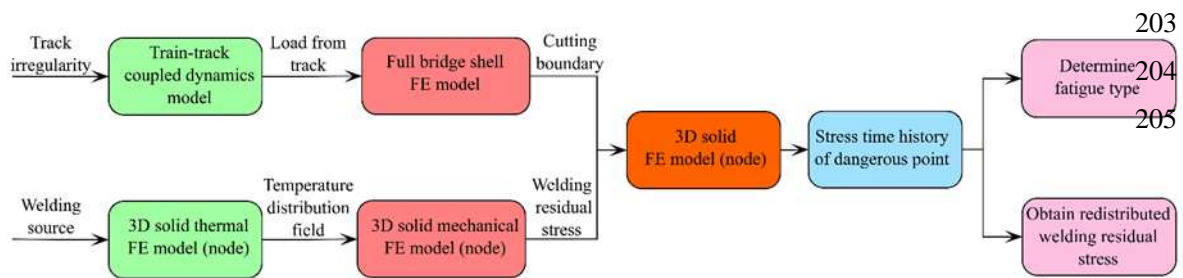 Track
irregularity
Train-track
coupled dynamics
model
Load from
track
Full bridge shell
FE model
Cutting
boundary
Welding
source
3D solid thermal
FE model (node)
Temperature
distribution
field
3D solid mechanical
FE model (node)
Welding
residual
stress
3D solid
FE model (node)
Stress time history
of dangerous point
Determine
fatigue type
Obtain redistributed
welding residual
stress
203
204
205